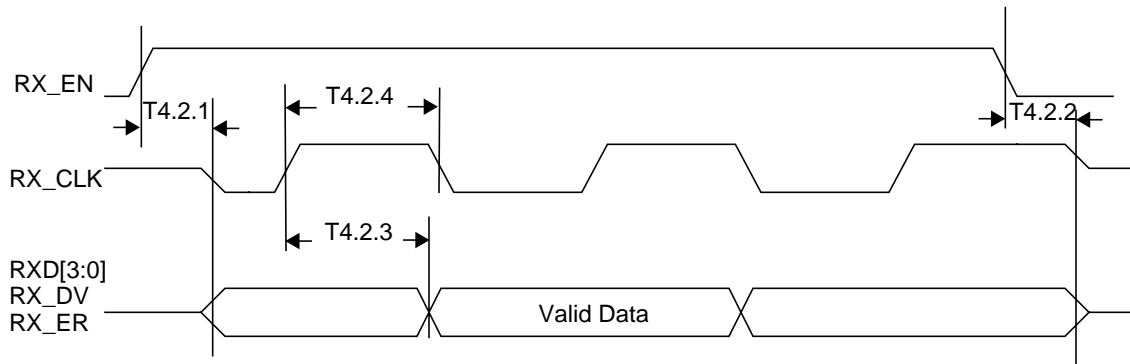 RX_EN
T4.2.1
T4.2.4
T4.2.2
RX_CLK
T4.2.3
RXD[3:0]
RX_DV
RX_ER
Valid Data